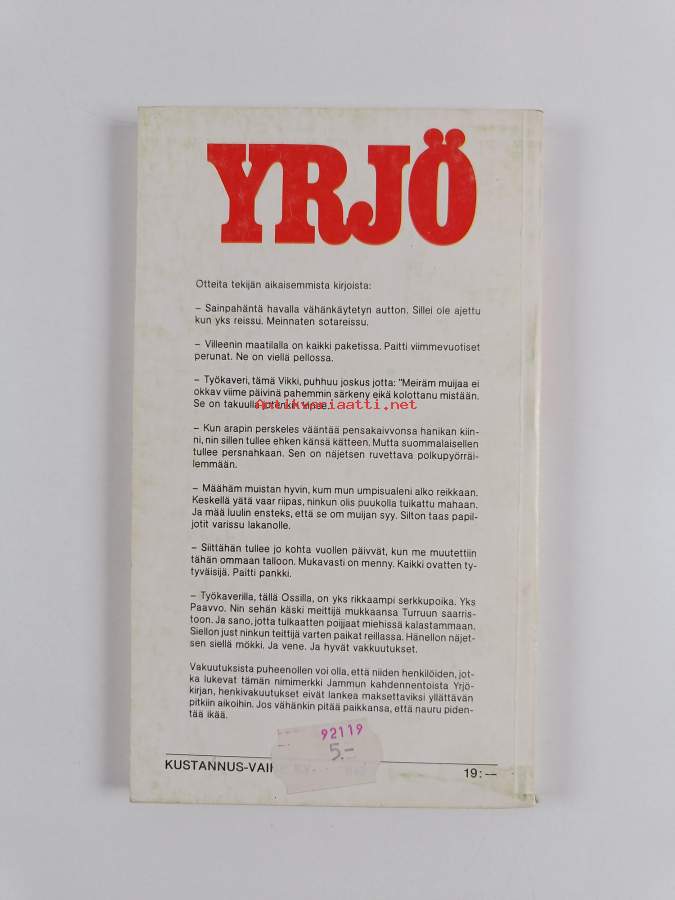 YRJÖ
Otteita tekijän aikaisemmista kirjoista:
– Sainpahäntä havalla vähänkäytetyn autton. Sillei ole ajettu
kun yks reissu. Meinnaten sotareissu.
– Villeenin maatilalla on kaikki paketissa. Paitti viimmevuotiset
perunat. Ne on viellä pellossa.
– Työkaveri, tämä Vikki, puhhuu joskus jotta: "Meiräm muijaa ei
okkav viime päivinä pahemmin särkeny eikä kolottanu mistään.
Se on takuulla
Antikvariaatti.net
– Kun arapin perskeles vääntää pensakaivvonsa hanikan kiin-
ni, nin sillen tullee ehken känsä kätteen. Mutta suommalaisellen
tullee persnahkaan. Sen on näjetsen ruvettava polkupyörräi-
lemmään.
– Määhäm muistan hyvin, kum mun umpisualeni alko reikkaan.
Keskellä yätä vaar riipas, ninkun olis puukolla tuikattu mahaan.
Ja mää luulin ensteks, että se om muijan syy. Silton taas papil-
jotit varissu lakanolle.
– Siittähän tullee jo kohta vuollen päivvät, kun me muutettiin
tähän ommaan talloon. Mukavasti on menny. Kaikki ovatten ty-
tyväisijä. Paitti pankki.
– Työkaverilla, tällä Ossilla, on yks rikkaampi serkkupoika. Yks
Paavvo. Nin sehän käski meittijä mukkaansa Turruun saarris-
toon. Ja sano, jotta tulkaatten poijjaat miehissä kalastammaan.
Siellon just ninkun teittijä varten paikat reillassa. Hänellon näjet-
sen siellä mökki. Ja vene. Ja hyvät vakkuutukset.
Vakuutuksista puheenollen voi olla, että niiden henkilöiden, jot-
ka lukevat tämän nimimerkki Jammun kahdennentoista Yrjö-
kirjan, henkivakuutukset eivät lankea maksettaviksi yllättävän
pitkiin aikoihin. Jos vähänkin pitää paikkansa, että nauru piden-
tää ikää.
92119
5.-
KUSTANNUS-VAIH
19:—